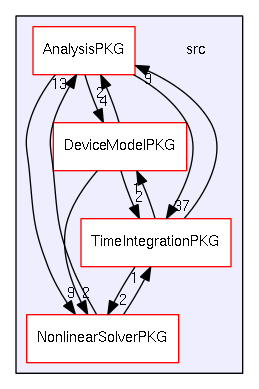 AnalysisPKG
src
13
9
2
4
DeviceModelPKG
1
2
37
TimeIntegrationPKG
1
9
2
2
NonlinearSolverPKG